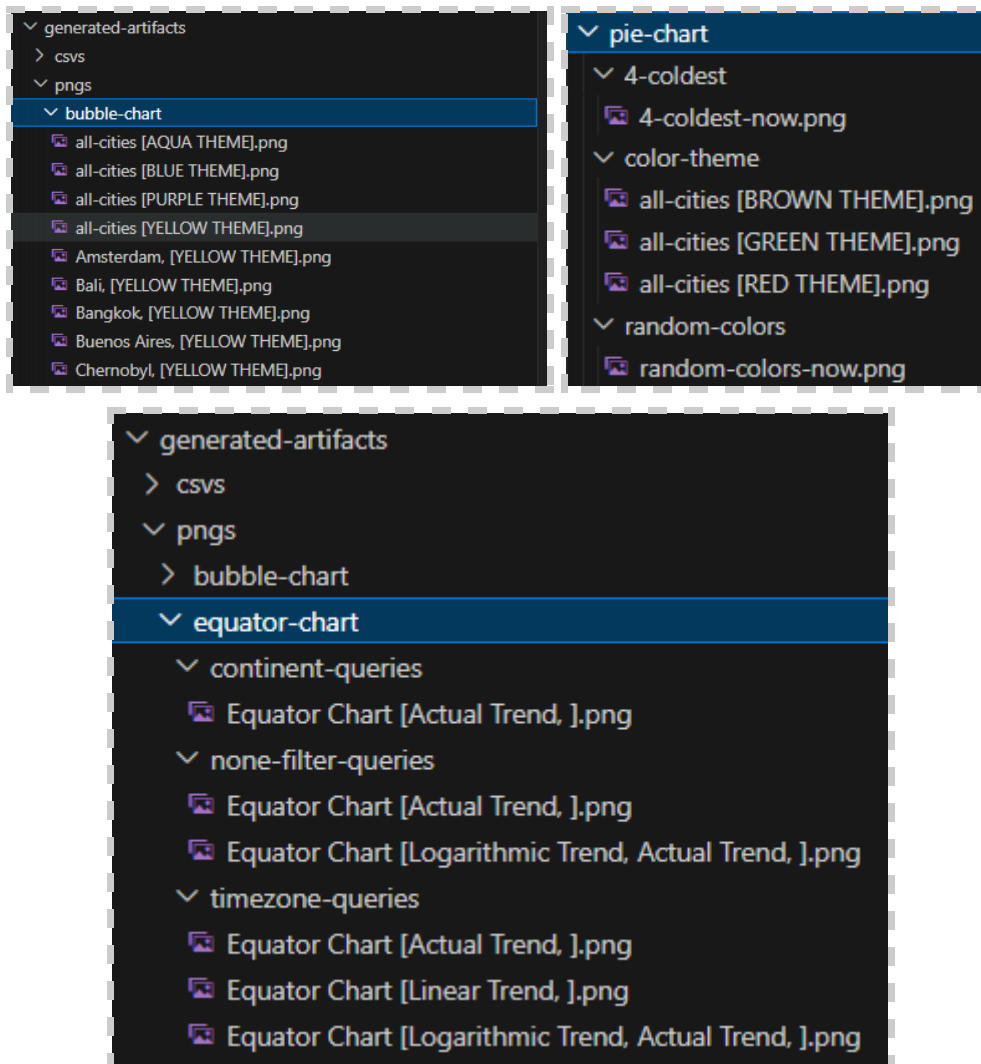 generated-artifacts
csvs
pngs
bubble-chart
all-cities [AQUA THEME].png
all-cities [BLUE THEME].png
all-cities [PURPLE THEME].png
all-cities [YELLOW THEME].png
Amsterdam, [YELLOW THEME].png
Bali, [YELLOW THEME].png
Bangkok, [YELLOW THEME].png
Buenos Aires, [YELLOW THEME].png
Chernobyl, [YELLOW THEME].png
pie-chart
4-coldest
4-coldest-now.png
color-theme
all-cities [BROWN THEME].png
all-cities [GREEN THEME].png
all-cities [RED THEME].png
random-colors
random-colors-now.png
generated-artifacts
csvs
pngs
bubble-chart
equator-chart
continent-queries
Equator Chart [Actual Trend, ].png
none-filter-queries
Equator Chart [Actual Trend, ].png
Equator Chart [Logarithmic Trend, Actual Trend, ].png
timezone-queries
Equator Chart [Actual Trend, ].png
Equator Chart [Linear Trend, ].png
Equator Chart [Logarithmic Trend, Actual Trend, ].png